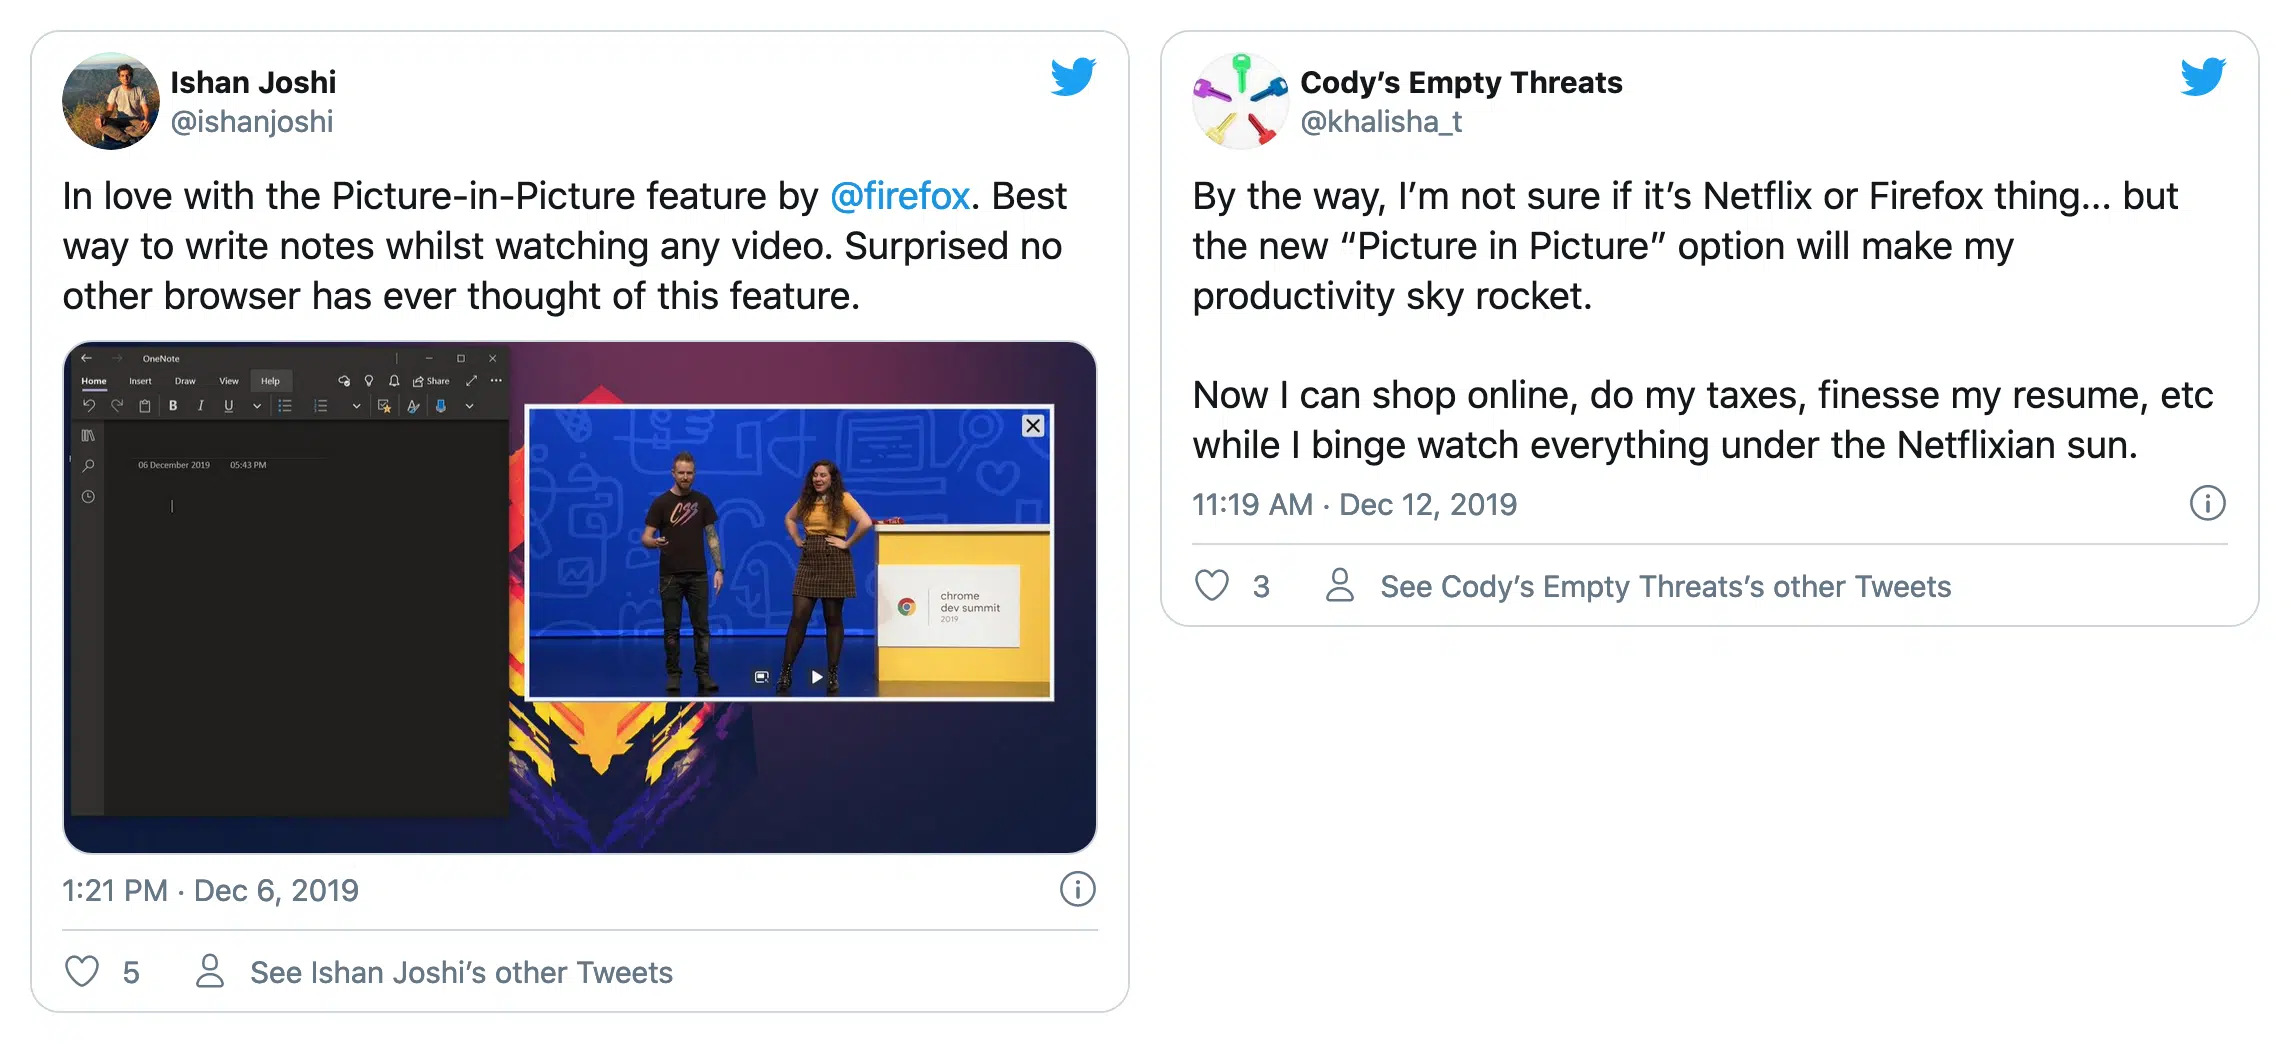 Ishan Joshi
@ishanjoshi
In love with the Picture-in-Picture feature by @firefox. Best
way to write notes whilst watching any video. Surprised no
other browser has ever thought of this feature.
OneNote
Home Insert Draw View Help Share
B I U
06 December 2019 05:43 PM
CSS
chrome
dev summit
2019
1:21 PM · Dec 6, 2019
5 See Ishan Joshi’s other Tweets
Cody’s Empty Threats
@khalisha_t
By the way, I’m not sure if it’s Netflix or Firefox thing... but
the new “Picture in Picture” option will make my
productivity sky rocket.
Now I can shop online, do my taxes, finesse my resume, etc
while I binge watch everything under the Netflixian sun.
11:19 AM · Dec 12, 2019
3 See Cody’s Empty Threats’s other Tweets